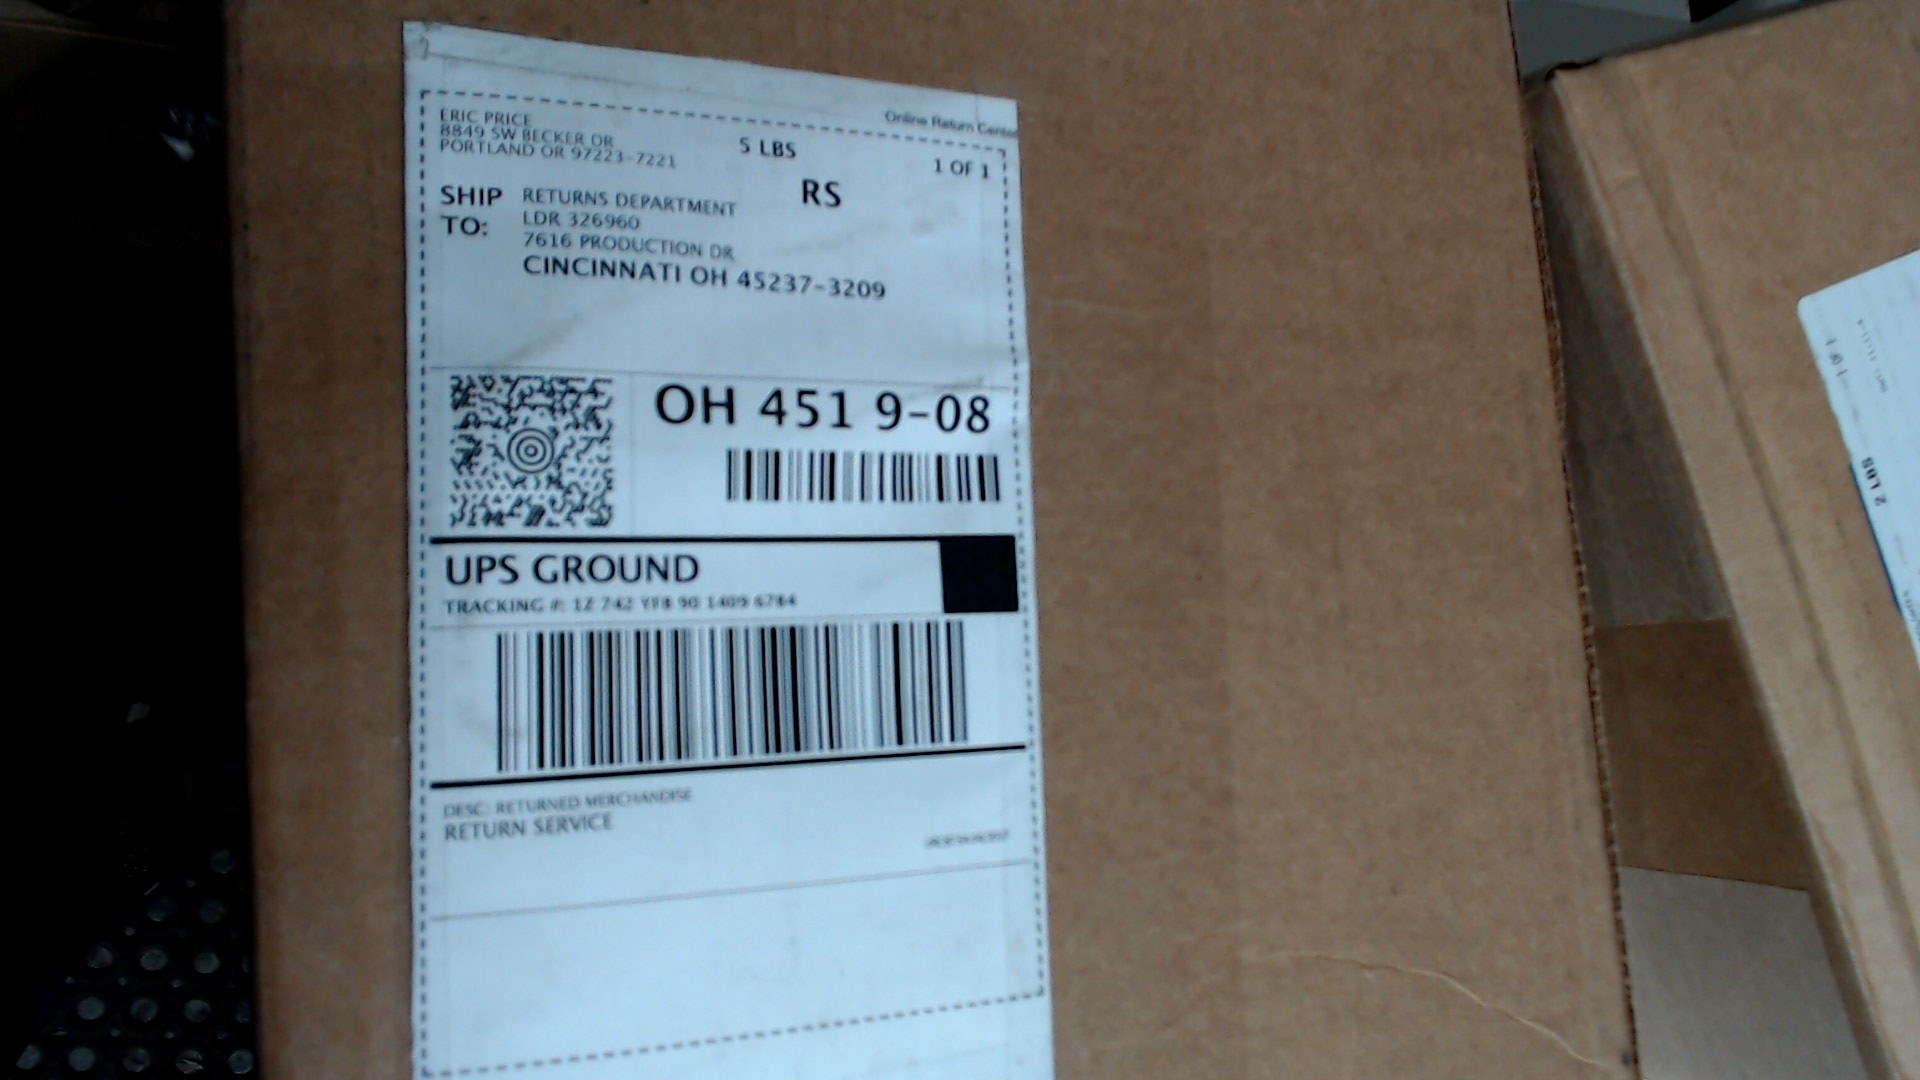 Online Return Center
ERIC PRICE
8849 SW BECKER DR
PORTLAND OR 97223-7221
5 LBS
1 OF 1
RS
SHIP TO:
RETURNS DEPARTMENT
LDR 326960
7616 PRODUCTION DR
CINCINNATI OH 45237-3209
OH 451 9-08
UPS GROUND
TRACKING #: 1Z 742 YF8 90 1409 6784
DESC: RETURNED MERCHANDISE
RETURN SERVICE
2 LBS